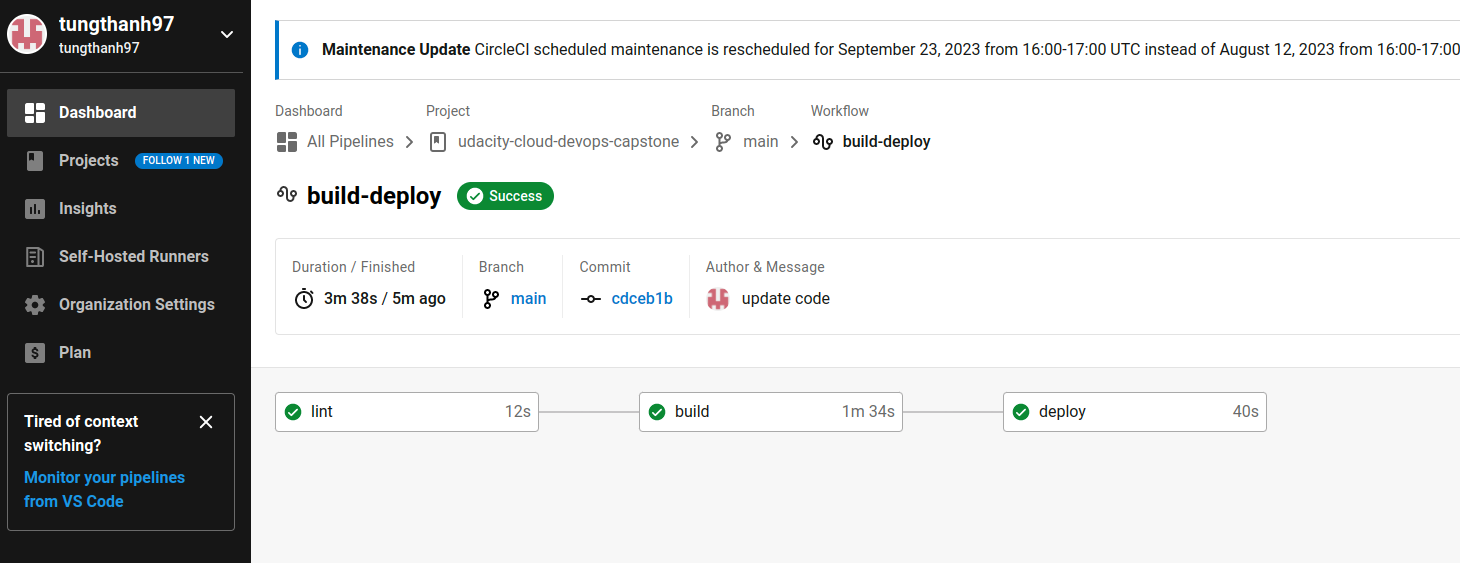 tungthanh97
tungthanh97
Dashboard
Projects FOLLOW 1 NEW
Insights
Self-Hosted Runners
Organization Settings
Plan
Tired of context
switching?
Monitor your pipelines
from VS Code
Maintenance Update CircleCI scheduled maintenance is rescheduled for September 23, 2023 from 16:00-17:00 UTC instead of August 12, 2023 from 16:00-17:00
Dashboard Project Branch Workflow
All Pipelines udacity-cloud-devops-capstone main build-deploy
build-deploy Success
Duration / Finished Branch Commit Author & Message
3m 38s / 5m ago main cdceb1b update code
lint 12s build 1m 34s deploy 40s